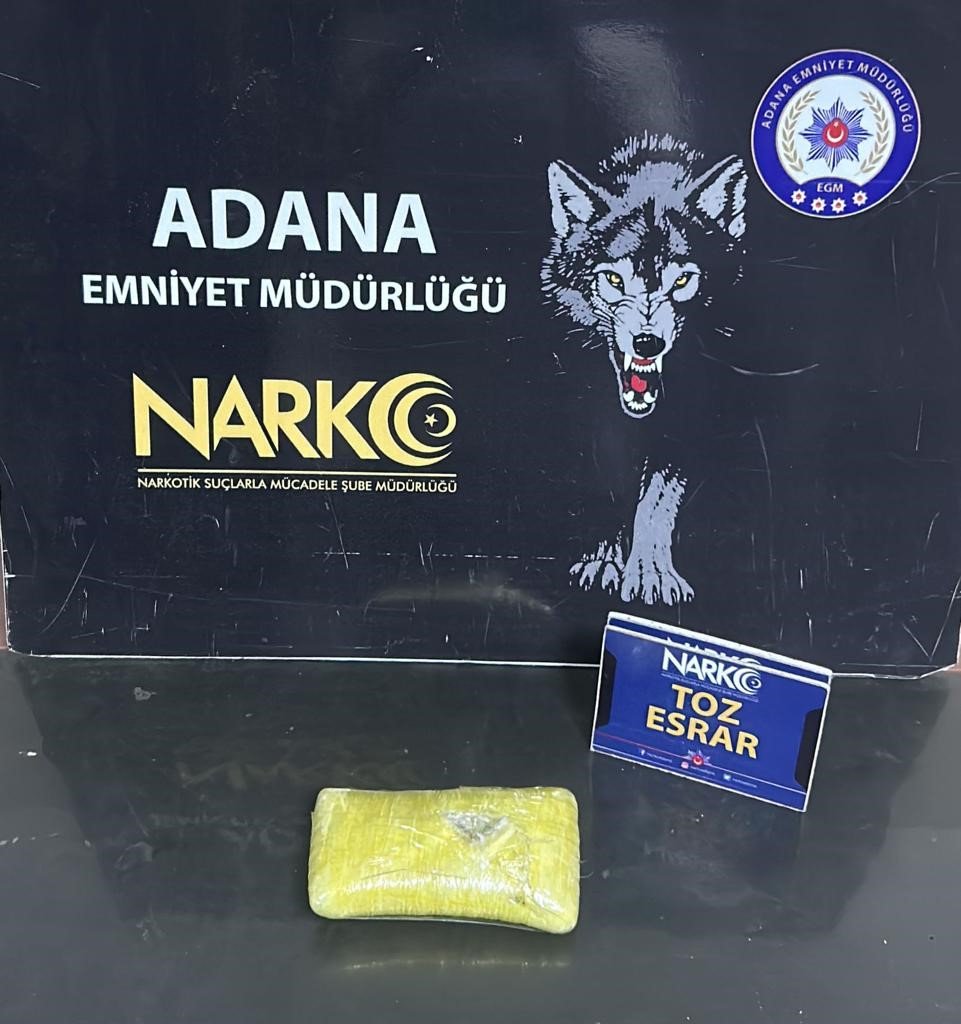 ADANA EMNİYET MÜDÜRLÜĞÜ
EGM
ADANA
EMNİYET MÜDÜRLÜĞÜ
NARKO
NARKOTİK SUÇLARLA MÜCADELE ŞUBE MÜDÜRLÜĞÜ
NARKO
TOZ
ESRAR